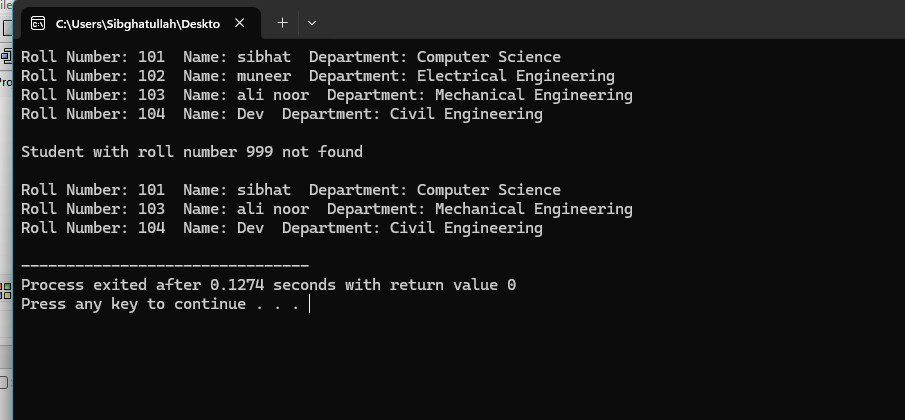 C:\Users\Sibghatullah\Deskto
Roll Number: 101  Name: sibhat  Department: Computer Science
Roll Number: 102  Name: muneer  Department: Electrical Engineering
Roll Number: 103  Name: ali noor  Department: Mechanical Engineering
Roll Number: 104  Name: Dev  Department: Civil Engineering
Student with roll number 999 not found
Roll Number: 101  Name: sibhat  Department: Computer Science
Roll Number: 103  Name: ali noor  Department: Mechanical Engineering
Roll Number: 104  Name: Dev  Department: Civil Engineering
--------------------------------
Process exited after 0.1274 seconds with return value 0
Press any key to continue . . .